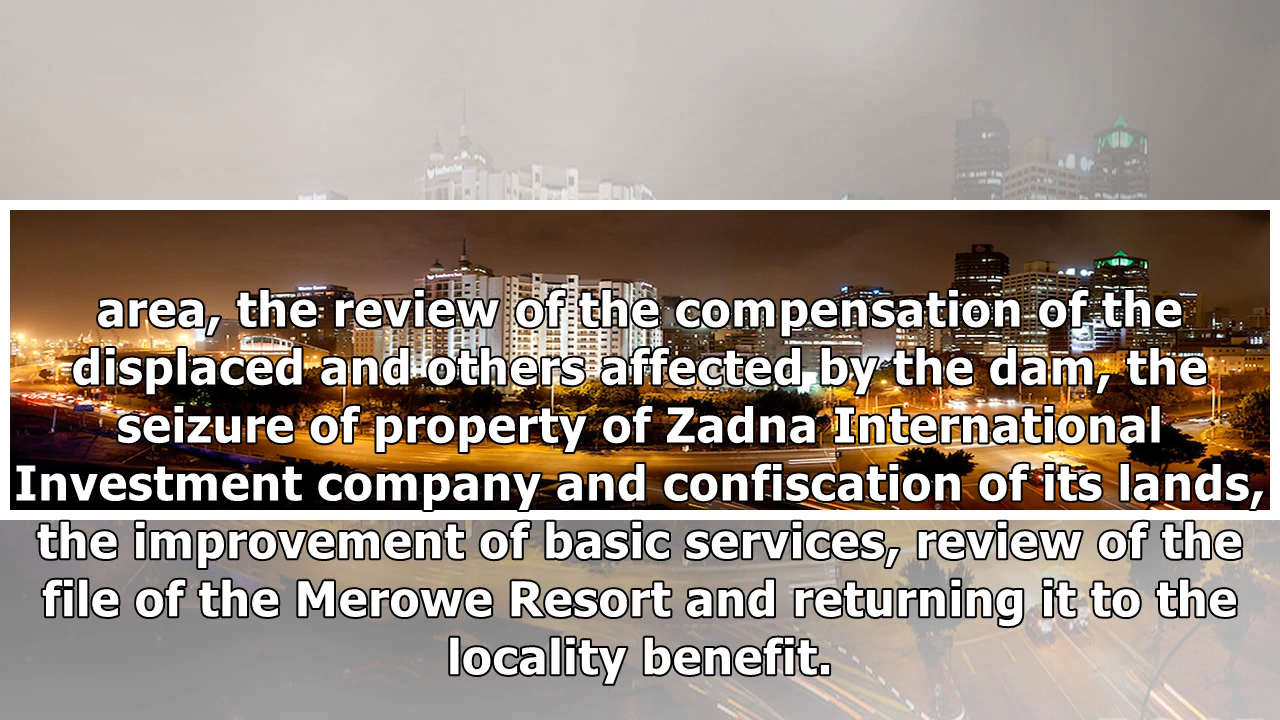 area, the review of the compensation of the
displaced and others affected by the dam, the
seizure of property of Zadna International
Investment company and confiscation of its lands,
the improvement of basic services, review of the
file of the Merowe Resort and returning it to the
locality benefit.